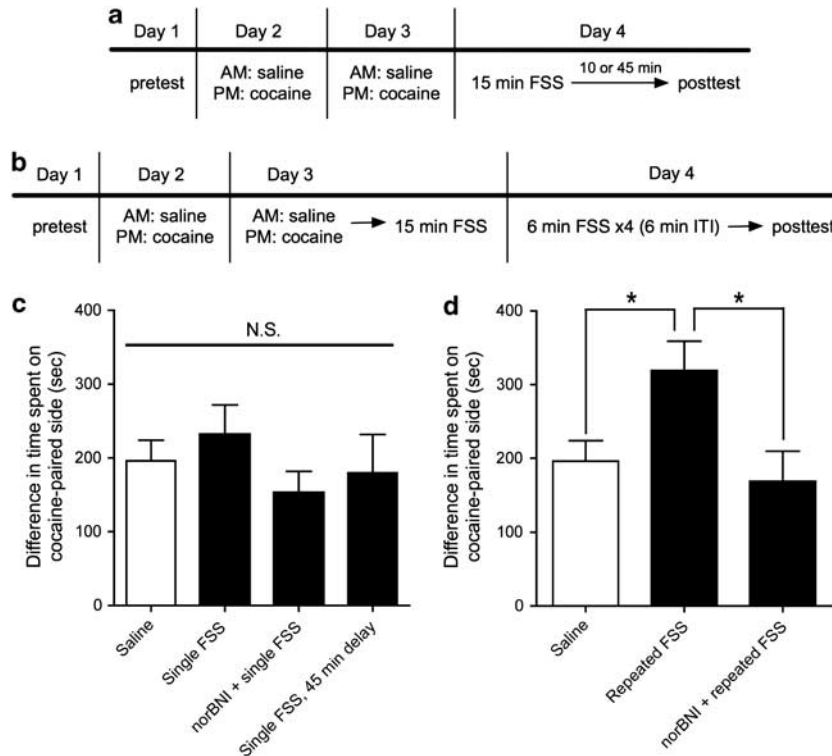 a
Day 1 Day 2 Day 3 Day 4
pretest AM: saline PM: cocaine AM: saline PM: cocaine 15 min FSS 10 or 45 min posttest
b
Day 1 Day 2 Day 3 Day 4
pretest AM: saline PM: cocaine AM: saline PM: cocaine 15 min FSS 6 min FSS x4 (6 min ITI) posttest
c
Difference in time spent on
cocaine-paired side (sec)
400
300
200
100
0
N.S.
Saline
Single FSS
norBNI + single FSS
Single FSS, 45 min delay
d
Difference in time spent on
cocaine-paired side (sec)
400
300
200
100
0
* *
Saline
Repeated FSS
norBNI + repeated FSS